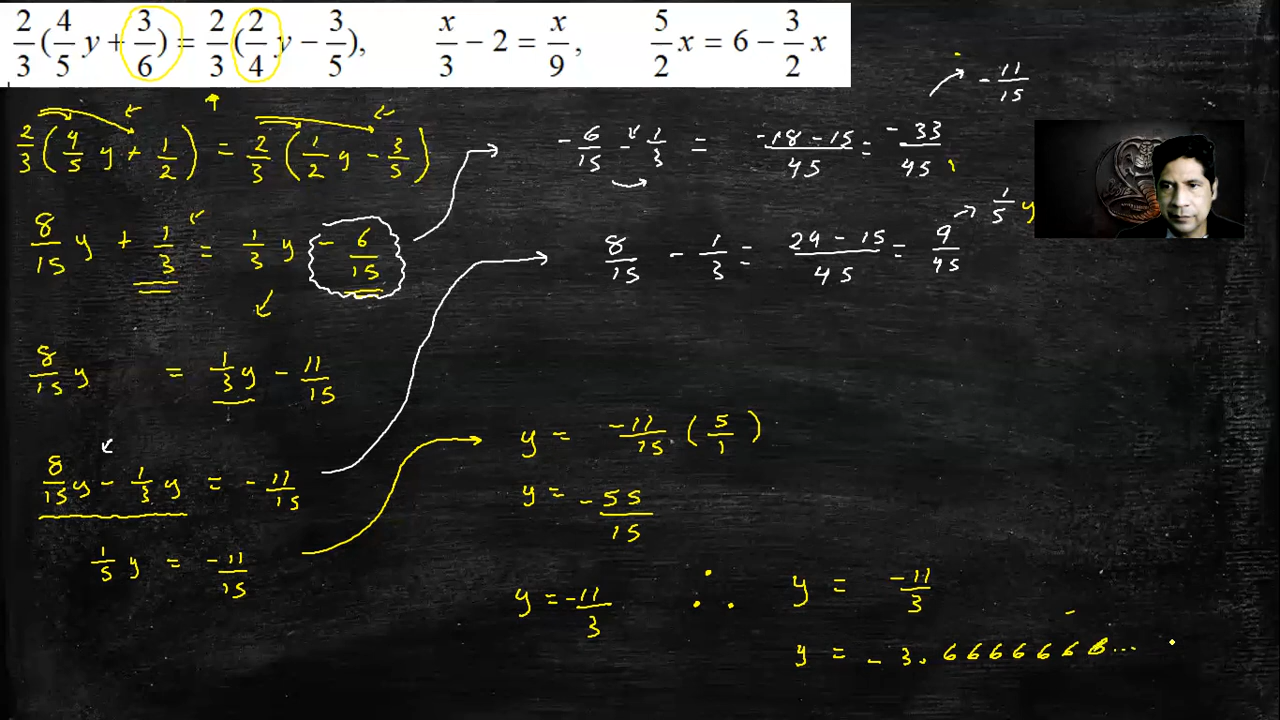 2/3(4/5 y + 3/6) = 2/3(2/4 y − 3/5),   x/3 − 2 = x/9,   5/2 x = 6 − 3/2 x
2/3(4/5 y + 1/2) = 2/3(1/2 y − 3/5)
8/15 y + 1/3 = 1/3 y − 6/15
8/15 y = 1/3 y − 11/15
8/15 y − 1/3 y = −11/15
1/5 y = −11/15
−6/15 − 1/3 = −18−15/45 = −33/45
−11/15
8/15 − 1/3 = 24−15/45 = 9/45
1/5 y
y = −11/15 (5/1)
y = −55/15
y = −11/3 ∴ y = −11/3
y = −3.6666666...